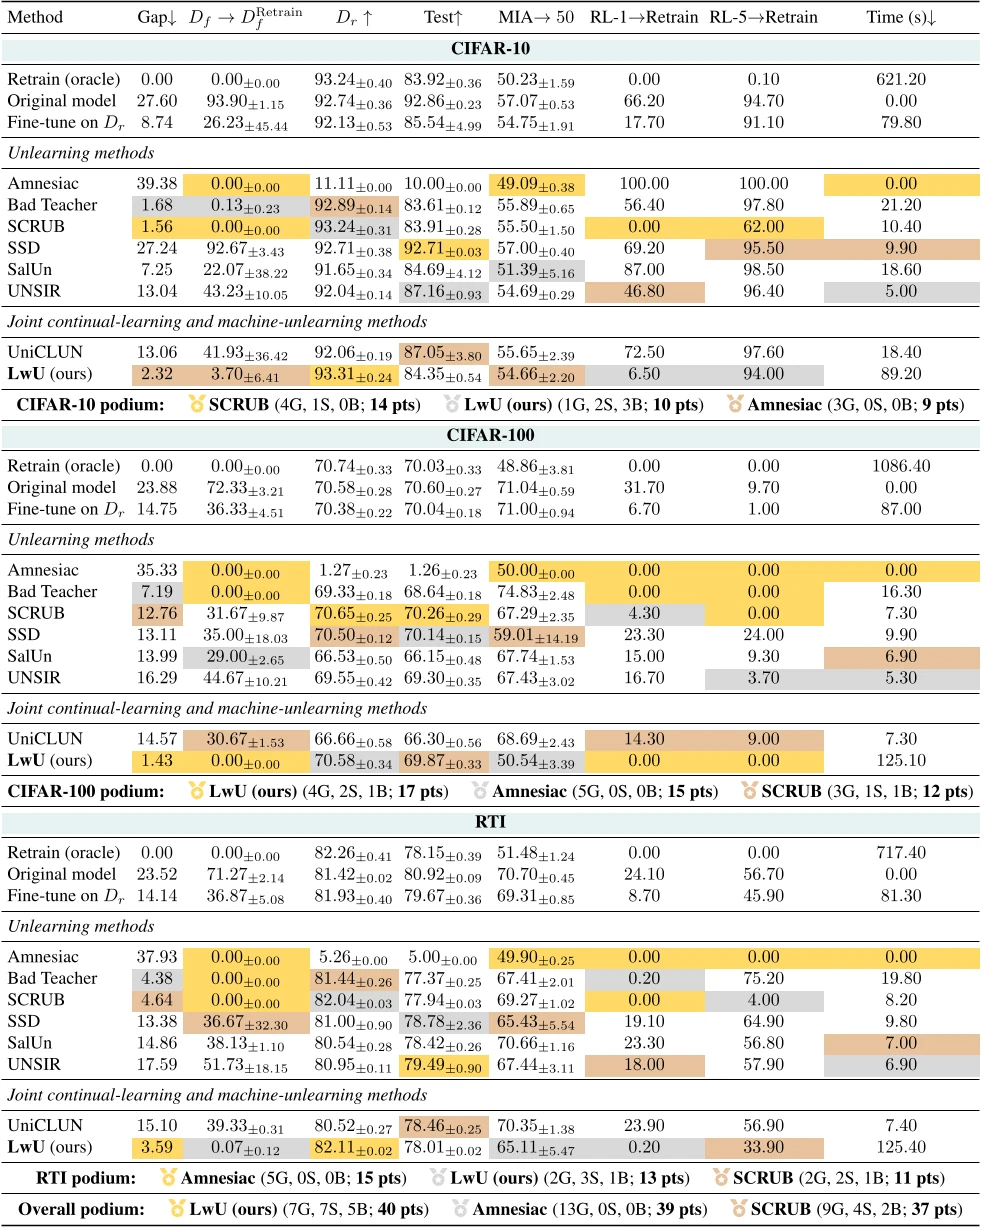 Method Gap↓ D_f → D_f^Retrain D_r ↑ Test↑ MIA→ 50 RL-1→Retrain RL-5→Retrain Time (s)↓
CIFAR-10
Retrain (oracle) 0.00 0.00±0.00 93.24±0.40 83.92±0.36 50.23±1.59 0.00 0.10 621.20
Original model 27.60 93.90±1.15 92.74±0.36 92.86±0.23 57.07±0.53 66.20 94.70 0.00
Fine-tune on D_r 8.74 26.23±45.44 92.13±0.53 85.54±4.99 54.75±1.91 17.70 91.10 79.80
Unlearning methods
Amnesiac 39.38 0.00±0.00 11.11±0.00 10.00±0.00 49.09±0.38 100.00 100.00 0.00
Bad Teacher 1.68 0.13±0.23 92.89±0.14 83.61±0.12 55.89±0.65 56.40 97.80 21.20
SCRUB 1.56 0.00±0.00 93.24±0.31 83.91±0.28 55.50±1.50 0.00 62.00 10.40
SSD 27.24 92.67±3.43 92.71±0.38 92.71±0.03 57.00±0.40 69.20 95.50 9.90
SalUn 7.25 22.07±38.22 91.65±0.34 84.69±4.12 51.39±5.16 87.00 98.50 18.60
UNSIR 13.04 43.23±10.05 92.04±0.14 87.16±0.93 54.69±0.29 46.80 96.40 5.00
Joint continual-learning and machine-unlearning methods
UniCLUN 13.06 41.93±36.42 92.06±0.19 87.05±3.80 55.65±2.39 72.50 97.60 18.40
LwU (ours) 2.32 3.70±6.41 93.31±0.24 84.35±0.54 54.66±2.20 6.50 94.00 89.20
CIFAR-10 podium: SCRUB (4G, 1S, 0B; 14 pts) LwU (ours) (1G, 2S, 3B; 10 pts) Amnesiac (3G, 0S, 0B; 9 pts)
CIFAR-100
Retrain (oracle) 0.00 0.00±0.00 70.74±0.33 70.03±0.33 48.86±3.81 0.00 0.00 1086.40
Original model 23.88 72.33±3.21 70.58±0.28 70.60±0.27 71.04±0.59 31.70 9.70 0.00
Fine-tune on D_r 14.75 36.33±4.51 70.38±0.22 70.04±0.18 71.00±0.94 6.70 1.00 87.00
Unlearning methods
Amnesiac 35.33 0.00±0.00 1.27±0.23 1.26±0.23 50.00±0.00 0.00 0.00 0.00
Bad Teacher 7.19 0.00±0.00 69.33±0.18 68.64±0.18 74.83±2.48 0.00 0.00 16.30
SCRUB 12.76 31.67±9.87 70.65±0.25 70.26±0.29 67.29±2.35 4.30 0.00 7.30
SSD 13.11 35.00±18.03 70.50±0.12 70.14±0.15 59.01±14.19 23.30 24.00 9.90
SalUn 13.99 29.00±2.65 66.53±0.50 66.15±0.48 67.74±1.53 15.00 9.30 6.90
UNSIR 16.29 44.67±10.21 69.55±0.42 69.30±0.35 67.43±3.02 16.70 3.70 5.30
Joint continual-learning and machine-unlearning methods
UniCLUN 14.57 30.67±1.53 66.66±0.58 66.30±0.56 68.69±2.43 14.30 9.00 7.30
LwU (ours) 1.43 0.00±0.00 70.58±0.34 69.87±0.33 50.54±3.39 0.00 0.00 125.10
CIFAR-100 podium: LwU (ours) (4G, 2S, 1B; 17 pts) Amnesiac (5G, 0S, 0B; 15 pts) SCRUB (3G, 1S, 1B; 12 pts)
RTI
Retrain (oracle) 0.00 0.00±0.00 82.26±0.41 78.15±0.39 51.48±1.24 0.00 0.00 717.40
Original model 23.52 71.27±2.14 81.42±0.02 80.92±0.09 70.70±0.45 24.10 56.70 0.00
Fine-tune on D_r 14.14 36.87±5.08 81.93±0.40 79.67±0.36 69.31±0.85 8.70 45.90 81.30
Unlearning methods
Amnesiac 37.93 0.00±0.00 5.26±0.00 5.00±0.00 49.90±0.25 0.00 0.00 0.00
Bad Teacher 4.38 0.00±0.00 81.44±0.26 77.37±0.25 67.41±2.01 0.20 75.20 19.80
SCRUB 4.64 0.00±0.00 82.04±0.03 77.94±0.03 69.27±1.02 0.00 4.00 8.20
SSD 13.38 36.67±32.30 81.00±0.90 78.78±2.36 65.43±5.54 19.10 64.90 9.80
SalUn 14.86 38.13±1.10 80.54±0.28 78.42±0.26 70.66±1.16 23.30 56.80 7.00
UNSIR 17.59 51.73±18.15 80.95±0.11 79.49±0.90 67.44±3.11 18.00 57.90 6.90
Joint continual-learning and machine-unlearning methods
UniCLUN 15.10 39.33±0.31 80.52±0.27 78.46±0.25 70.35±1.38 23.90 56.90 7.40
LwU (ours) 3.59 0.07±0.12 82.11±0.02 78.01±0.02 65.11±5.47 0.20 33.90 125.40
RTI podium: Amnesiac (5G, 0S, 0B; 15 pts) LwU (ours) (2G, 3S, 1B; 13 pts) SCRUB (2G, 2S, 1B; 11 pts)
Overall podium: LwU (ours) (7G, 7S, 5B; 40 pts) Amnesiac (13G, 0S, 0B; 39 pts) SCRUB (9G, 4S, 2B; 37 pts)